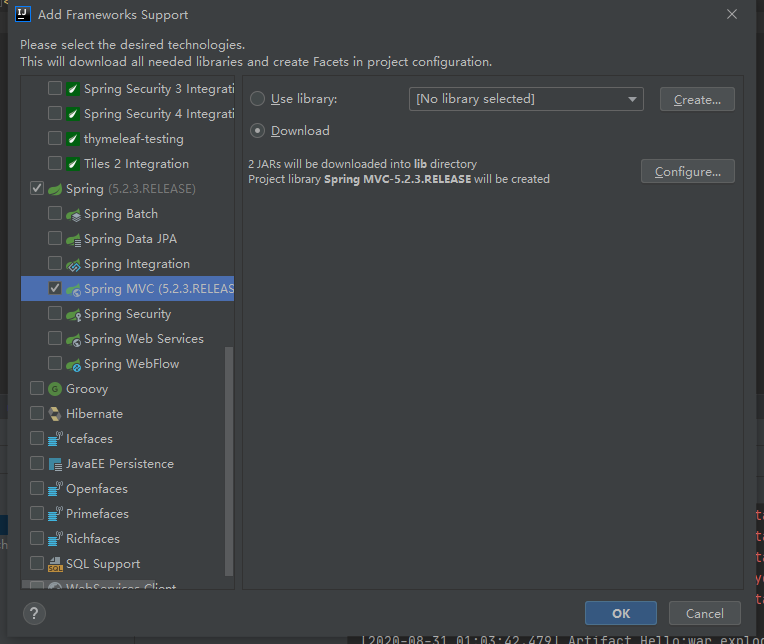 Add Frameworks Support
Please select the desired technologies.
This will download all needed libraries and create Facets in project configuration.
Spring Security 3 Integrati
Spring Security 4 Integrati
thymeleaf-testing
Tiles 2 Integration
Spring (5.2.3.RELEASE)
Spring Batch
Spring Data JPA
Spring Integration
Spring MVC (5.2.3.RELEAS
Spring Security
Spring Web Services
Spring WebFlow
Groovy
Hibernate
Icefaces
JavaEE Persistence
Openfaces
Primefaces
Richfaces
SQL Support
WebServices Client
Use library:
[No library selected]
Create...
Download
2 JARs will be downloaded into lib directory
Project library Spring MVC-5.2.3.RELEASE will be created
Configure...
?
OK
Cancel
[2020-08-31 01:03:42,479] Artifact Hello:war explod